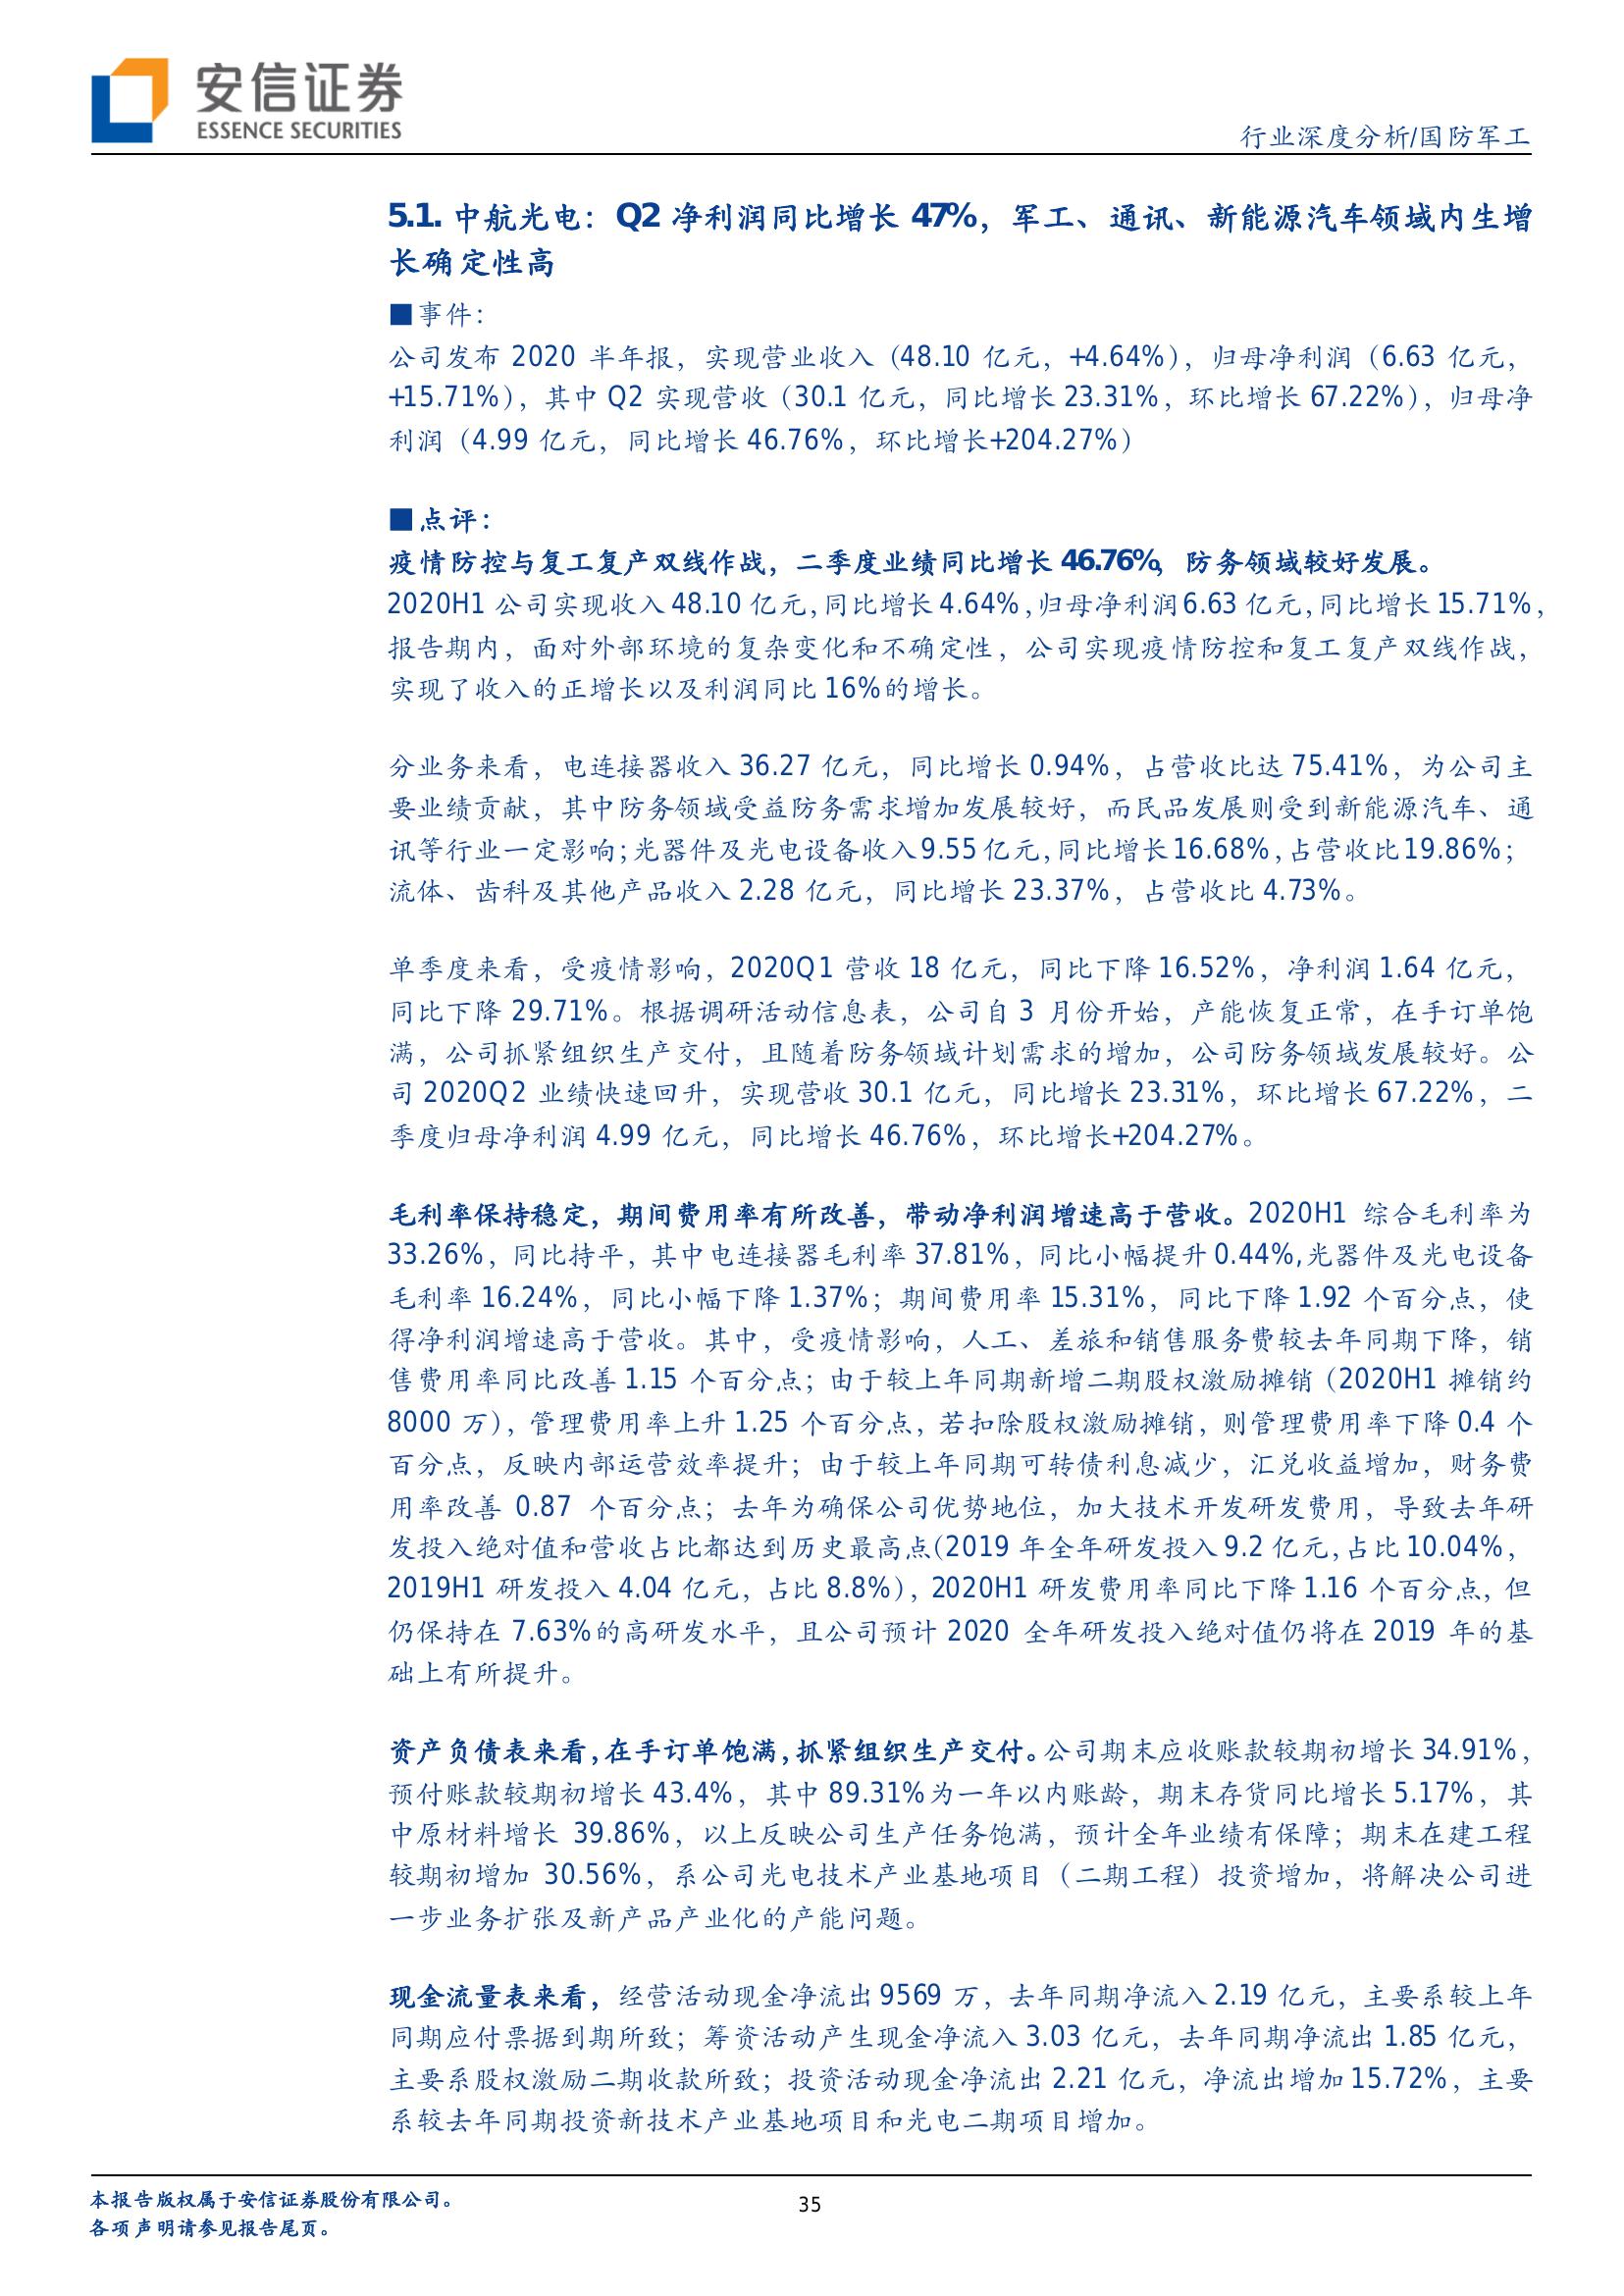 安信证券
ESSENCE SECURITIES
行业深度分析/国防军工
5.1. 中航光电：Q2 净利润同比增长 47%，军工、通讯、新能源汽车领域内生增
长确定性高
■事件：
公司发布 2020 半年报，实现营业收入（48.10 亿元，+4.64%），归母净利润（6.63 亿元，
+15.71%），其中 Q2 实现营收（30.1 亿元，同比增长 23.31%，环比增长 67.22%），归母净
利润（4.99 亿元，同比增长 46.76%，环比增长+204.27%）
■点评：
疫情防控与复工复产双线作战，二季度业绩同比增长 46.76%，防务领域较好发展。
2020H1 公司实现收入 48.10 亿元，同比增长 4.64%，归母净利润 6.63 亿元，同比增长 15.71%，
报告期内，面对外部环境的复杂变化和不确定性，公司实现疫情防控和复工复产双线作战，
实现了收入的正增长以及利润同比 16%的增长。
分业务来看，电连接器收入 36.27 亿元，同比增长 0.94%，占营收比达 75.41%，为公司主
要业绩贡献，其中防务领域受益防务需求增加发展较好，而民品发展则受到新能源汽车、通
讯等行业一定影响；光器件及光电设备收入 9.55 亿元，同比增长 16.68%，占营收比 19.86%；
流体、齿科及其他产品收入 2.28 亿元，同比增长 23.37%，占营收比 4.73%。
单季度来看，受疫情影响，2020Q1 营收 18 亿元，同比下降 16.52%，净利润 1.64 亿元，
同比下降 29.71%。根据调研活动信息表，公司自 3 月份开始，产能恢复正常，在手订单饱
满，公司抓紧组织生产交付，且随着防务领域计划需求的增加，公司防务领域发展较好。公
司 2020Q2 业绩快速回升，实现营收 30.1 亿元，同比增长 23.31%，环比增长 67.22%，二
季度归母净利润 4.99 亿元，同比增长 46.76%，环比增长+204.27%。
毛利率保持稳定，期间费用率有所改善，带动净利润增速高于营收。2020H1 综合毛利率为
33.26%，同比持平，其中电连接器毛利率 37.81%，同比小幅提升 0.44%,光器件及光电设备
毛利率 16.24%，同比小幅下降 1.37%；期间费用率 15.31%，同比下降 1.92 个百分点，使
得净利润增速高于营收。其中，受疫情影响，人工、差旅和销售服务费较去年同期下降，销
售费用率同比改善 1.15 个百分点；由于较上年同期新增二期股权激励摊销（2020H1 摊销约
8000 万），管理费用率上升 1.25 个百分点，若扣除股权激励摊销，则管理费用率下降 0.4 个
百分点，反映内部运营效率提升；由于较上年同期可转债利息减少，汇兑收益增加，财务费
用率改善 0.87 个百分点；去年为确保公司优势地位，加大技术开发研发费用，导致去年研
发投入绝对值和营收占比都达到历史最高点（2019 年全年研发投入 9.2 亿元，占比 10.04%，
2019H1 研发投入 4.04 亿元，占比 8.8%），2020H1 研发费用率同比下降 1.16 个百分点，但
仍保持在 7.63%的高研发水平，且公司预计 2020 全年研发投入绝对值仍将在 2019 年的基
础上有所提升。
资产负债表来看，在手订单饱满，抓紧组织生产交付。公司期末应收账款较期初增长 34.91%，
预付账款较期初增长 43.4%，其中 89.31%为一年以内账龄，期末存货同比增长 5.17%，其
中原材料增长 39.86%，以上反映公司生产任务饱满，预计全年业绩有保障；期末在建工程
较期初增加 30.56%，系公司光电技术产业基地项目（二期工程）投资增加，将解决公司进
一步业务扩张及新产品产业化的产能问题。
现金流量表来看，经营活动现金净流出 9569 万，去年同期净流入 2.19 亿元，主要系较上年
同期应付票据到期所致；筹资活动产生现金净流入 3.03 亿元，去年同期净流出 1.85 亿元，
主要系股权激励二期收款所致；投资活动现金净流出 2.21 亿元，净流出增加 15.72%，主要
系较去年同期投资新技术产业基地项目和光电二期项目增加。
本报告版权属于安信证券股份有限公司。
各项声明请参见报告尾页。
35